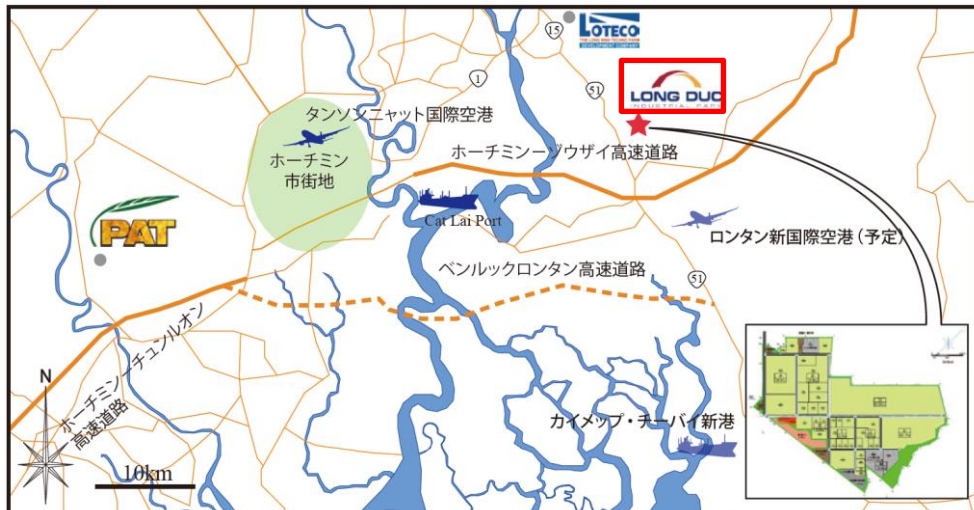 LOTECO
THE LONG BINH TECHNO PARK
DEVELOPMENT COMPANY
15
1
51
LONG DUC
INDUSTRIAL PARK
タンソンニャット国際空港
ホーチミン
市街地
ホーチミンーゾウザイ高速道路
Cat Lai Port
PAT
ロンタン新国際空港（予定）
ベンルックロンタン高速道路
51
ホーチミンーチュンルオン
高速道路
N
カイメップ・チーバイ新港
10km